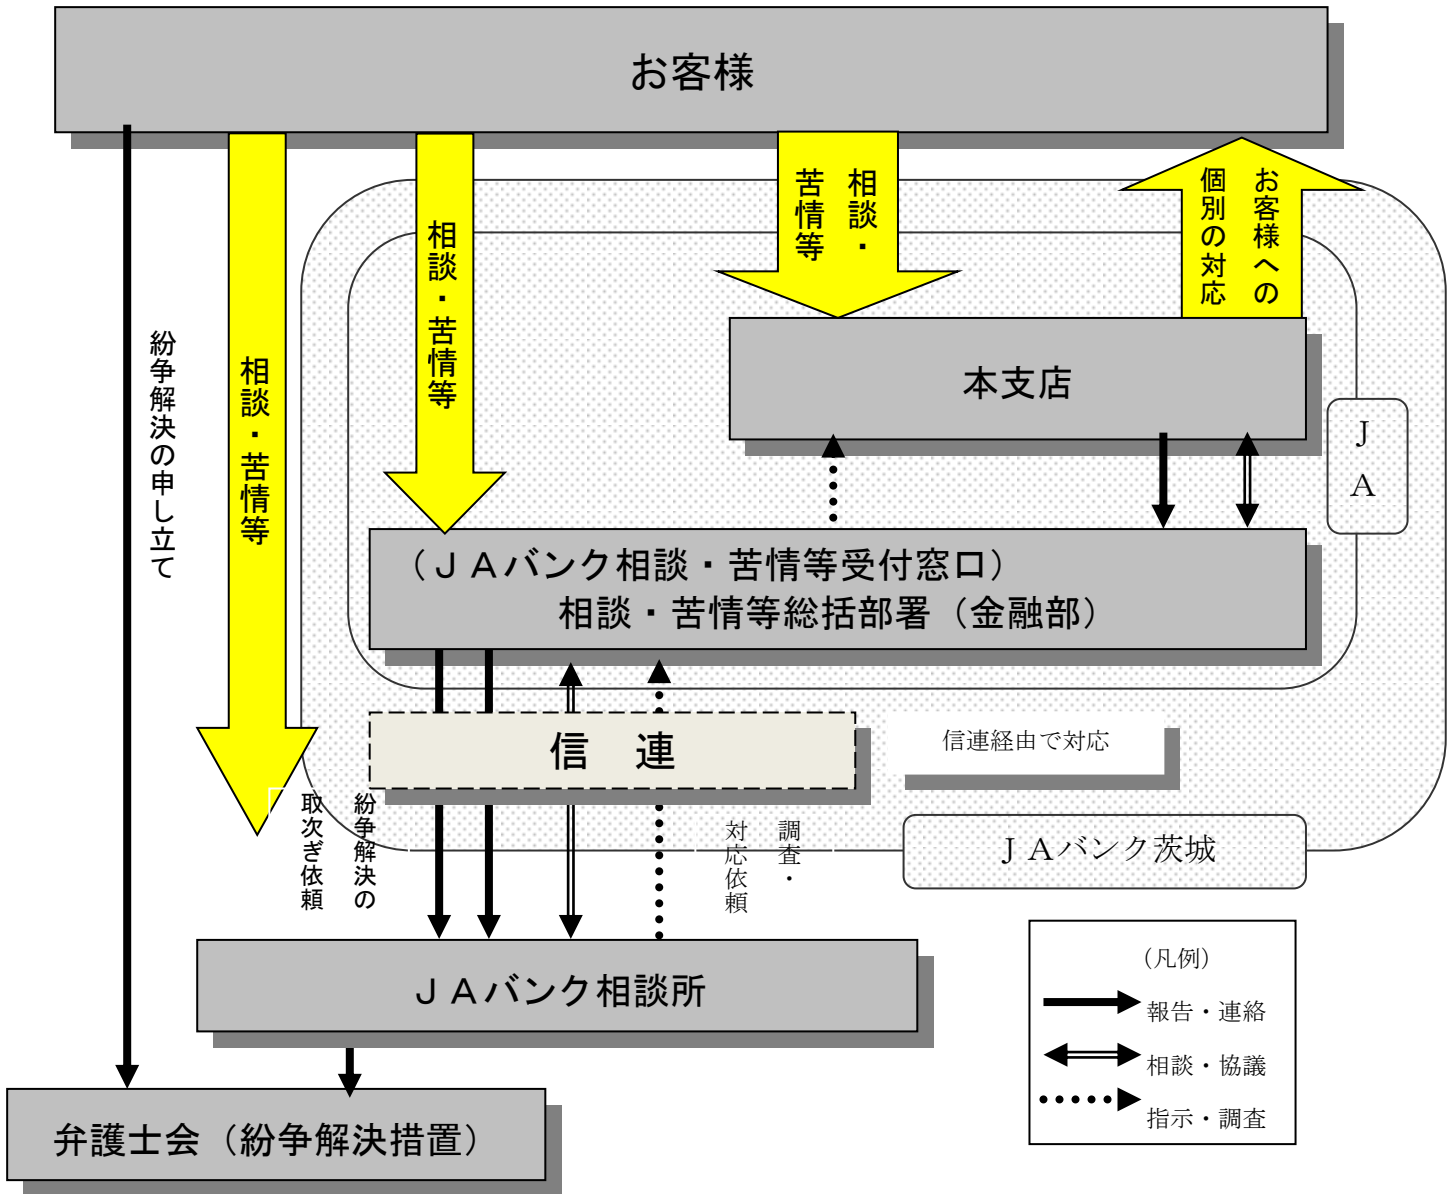 お客様
相談・
苦情等
お客様への
個別の対応
相談・苦情等
相談・苦情等
紛争解決の申し立て
本支店
Ｊ
Ａ
（ＪＡバンク相談・苦情等受付窓口）
相談・苦情等総括部署（金融部）
信　連
信連経由で対応
紛争解決の
取次ぎ依頼
調査・
対応依頼
ＪＡバンク茨城
ＪＡバンク相談所
弁護士会（紛争解決措置）
（凡例）
報告・連絡
相談・協議
指示・調査